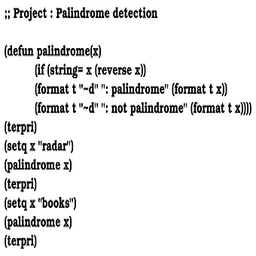 ;; Project : Palindrome detection
(defun palindrome(x)
(if (string= x (reverse x))
(format t "~d" ": palindrome" (format t x))
(format t "~d" ": not palindrome" (format t x))))
(terpri)
(setq x "radar")
(palindrome x)
(terpri)
(setq x "books")
(palindrome x)
(terpri)